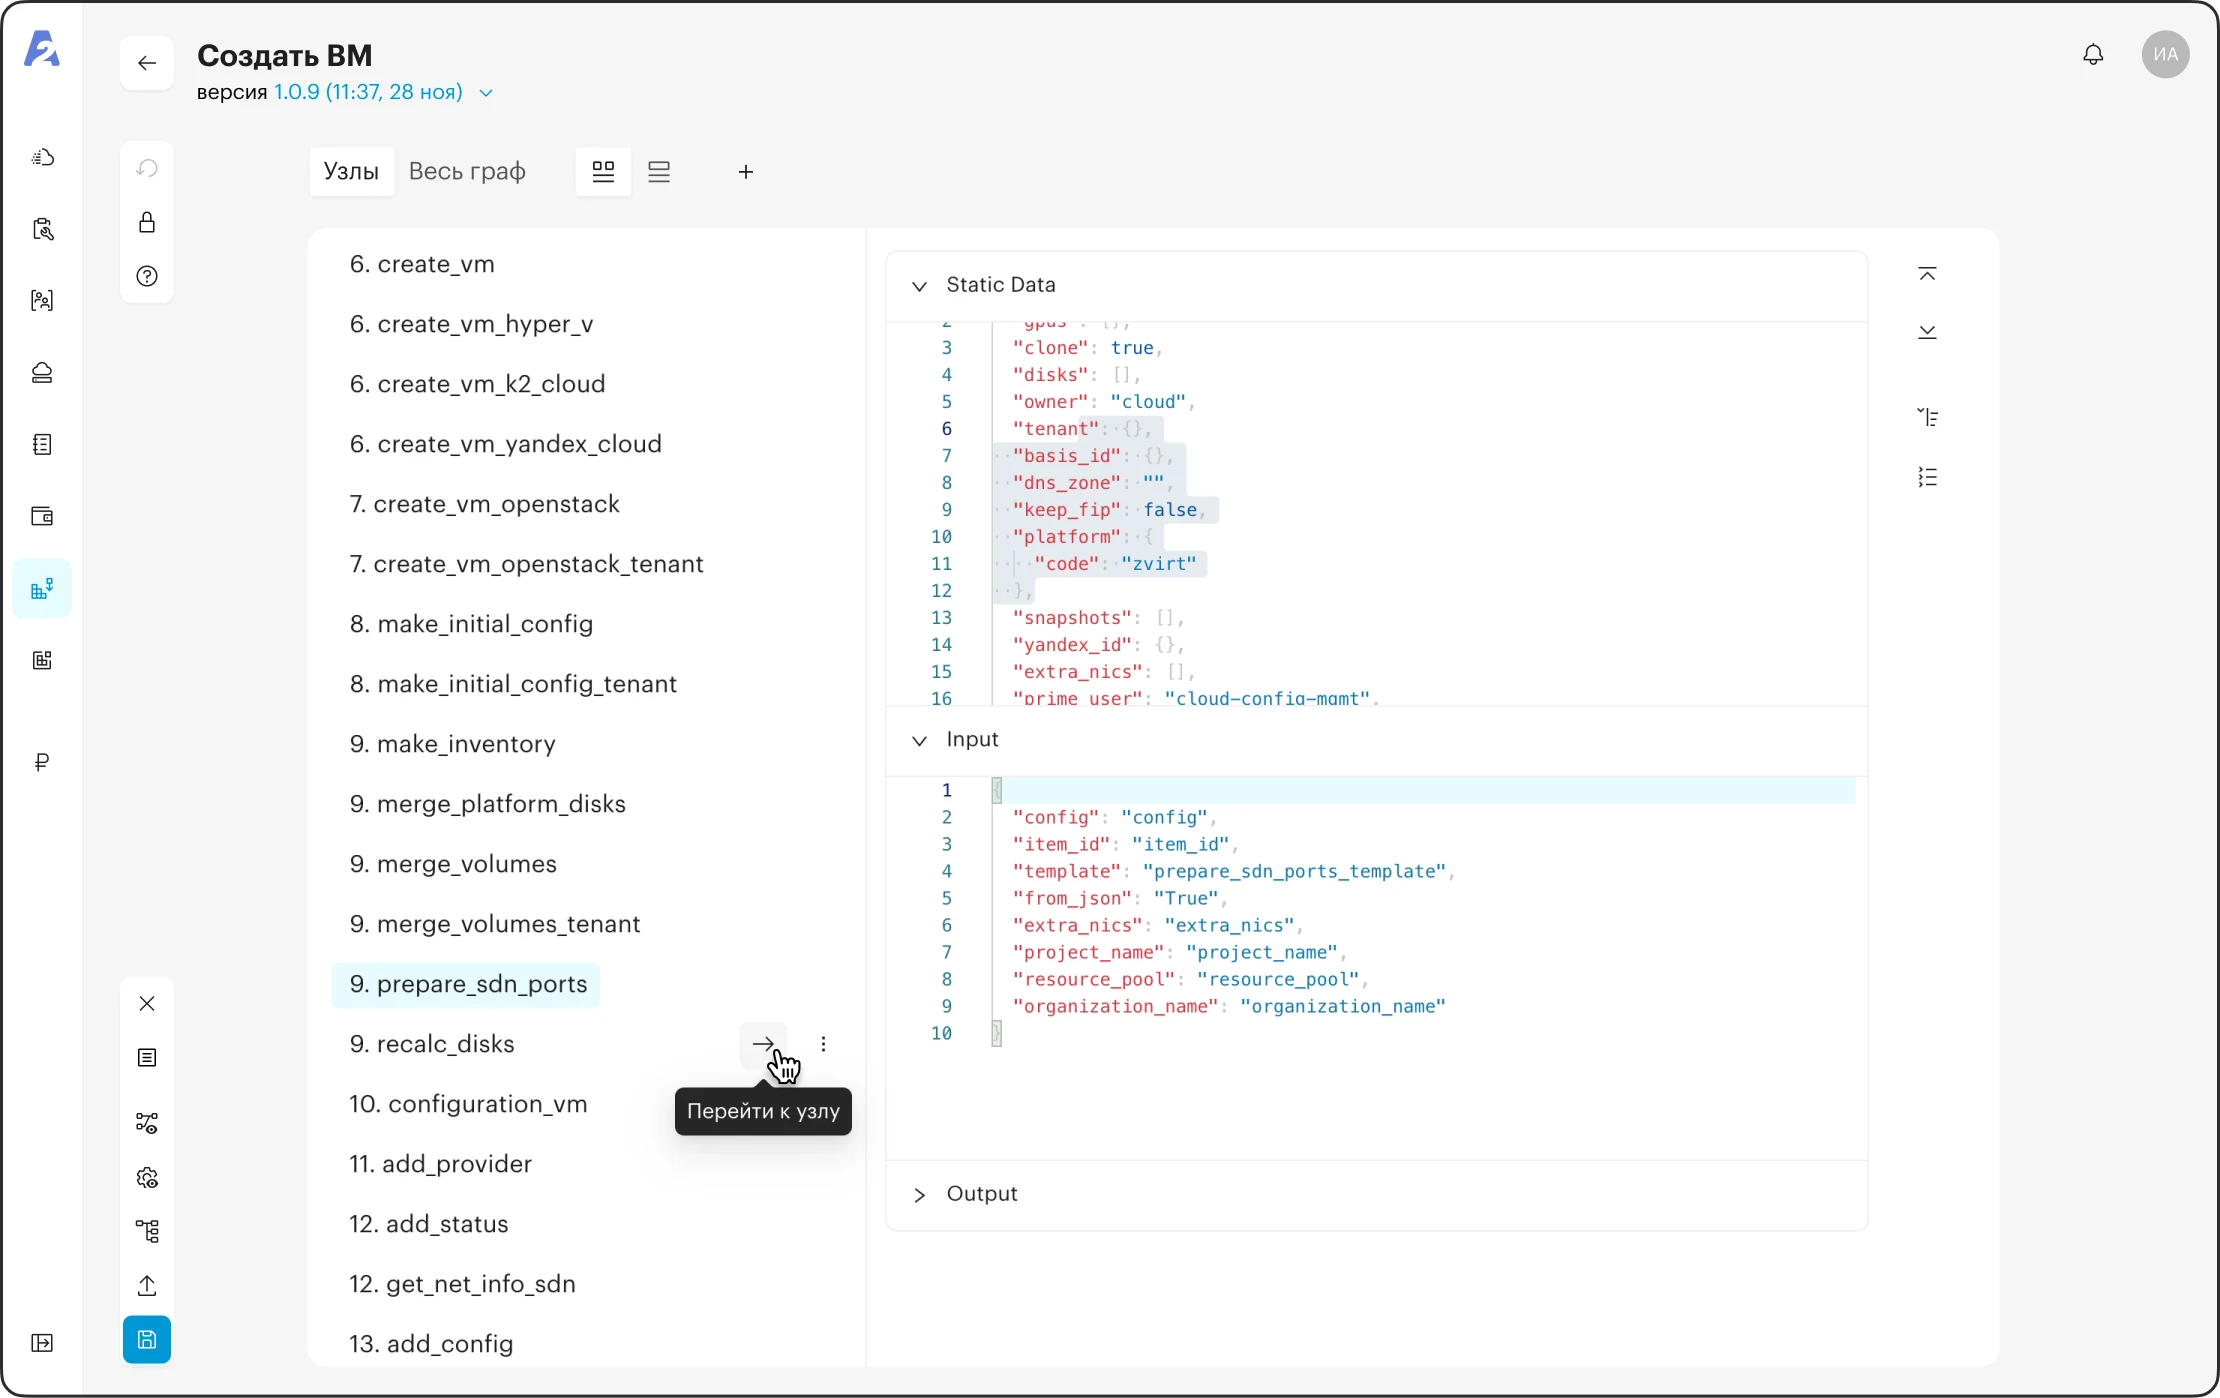 Создать ВМ
ИА
версия 1.0.9 (11:37, 28 ноя)
Узлы Весь граф
6. create_vm
6. create_vm_hyper_v
6. create_vm_k2_cloud
6. create_vm_yandex_cloud
7. create_vm_openstack
7. create_vm_openstack_tenant
8. make_initial_config
8. make_initial_config_tenant
9. make_inventory
9. merge_platform_disks
9. merge_volumes
9. merge_volumes_tenant
9. prepare_sdn_ports
9. recalc_disks
Перейти к узлу
10. configuration_vm
11. add_provider
12. add_status
12. get_net_info_sdn
13. add_config
Static Data
2 "gpus": [],
3 "clone": true,
4 "disks": [],
5 "owner": "cloud",
6 "tenant": {},
7 "basis_id": {},
8 "dns_zone": "",
9 "keep_fip": false,
10 "platform": {
11 "code": "zvirt"
12 },
13 "snapshots": [],
14 "yandex_id": {},
15 "extra_nics": [],
16 "prime_user": "cloud-config-mgmt",
Input
1 {
2 "config": "config",
3 "item_id": "item_id",
4 "template": "prepare_sdn_ports_template",
5 "from_json": "True",
6 "extra_nics": "extra_nics",
7 "project_name": "project_name",
8 "resource_pool": "resource_pool",
9 "organization_name": "organization_name"
10 }
Output